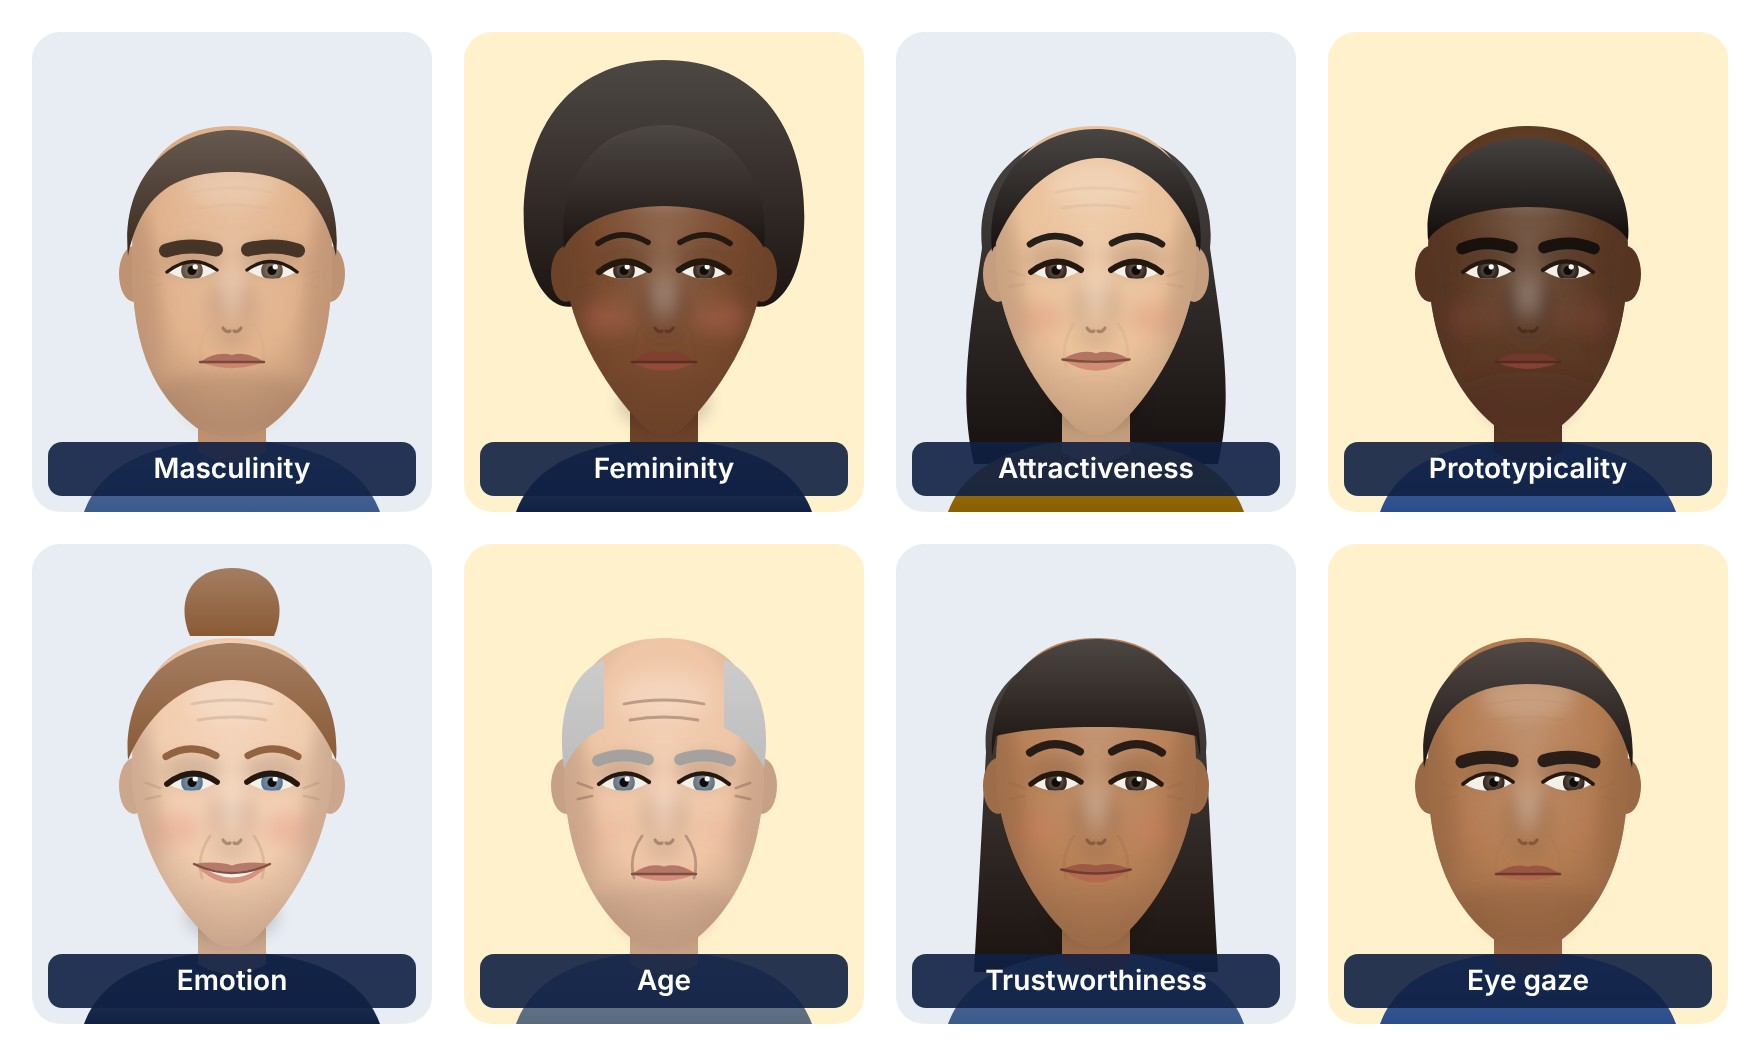 Masculinity
Femininity
Attractiveness
Prototypicality
Emotion
Age
Trustworthiness
Eye gaze